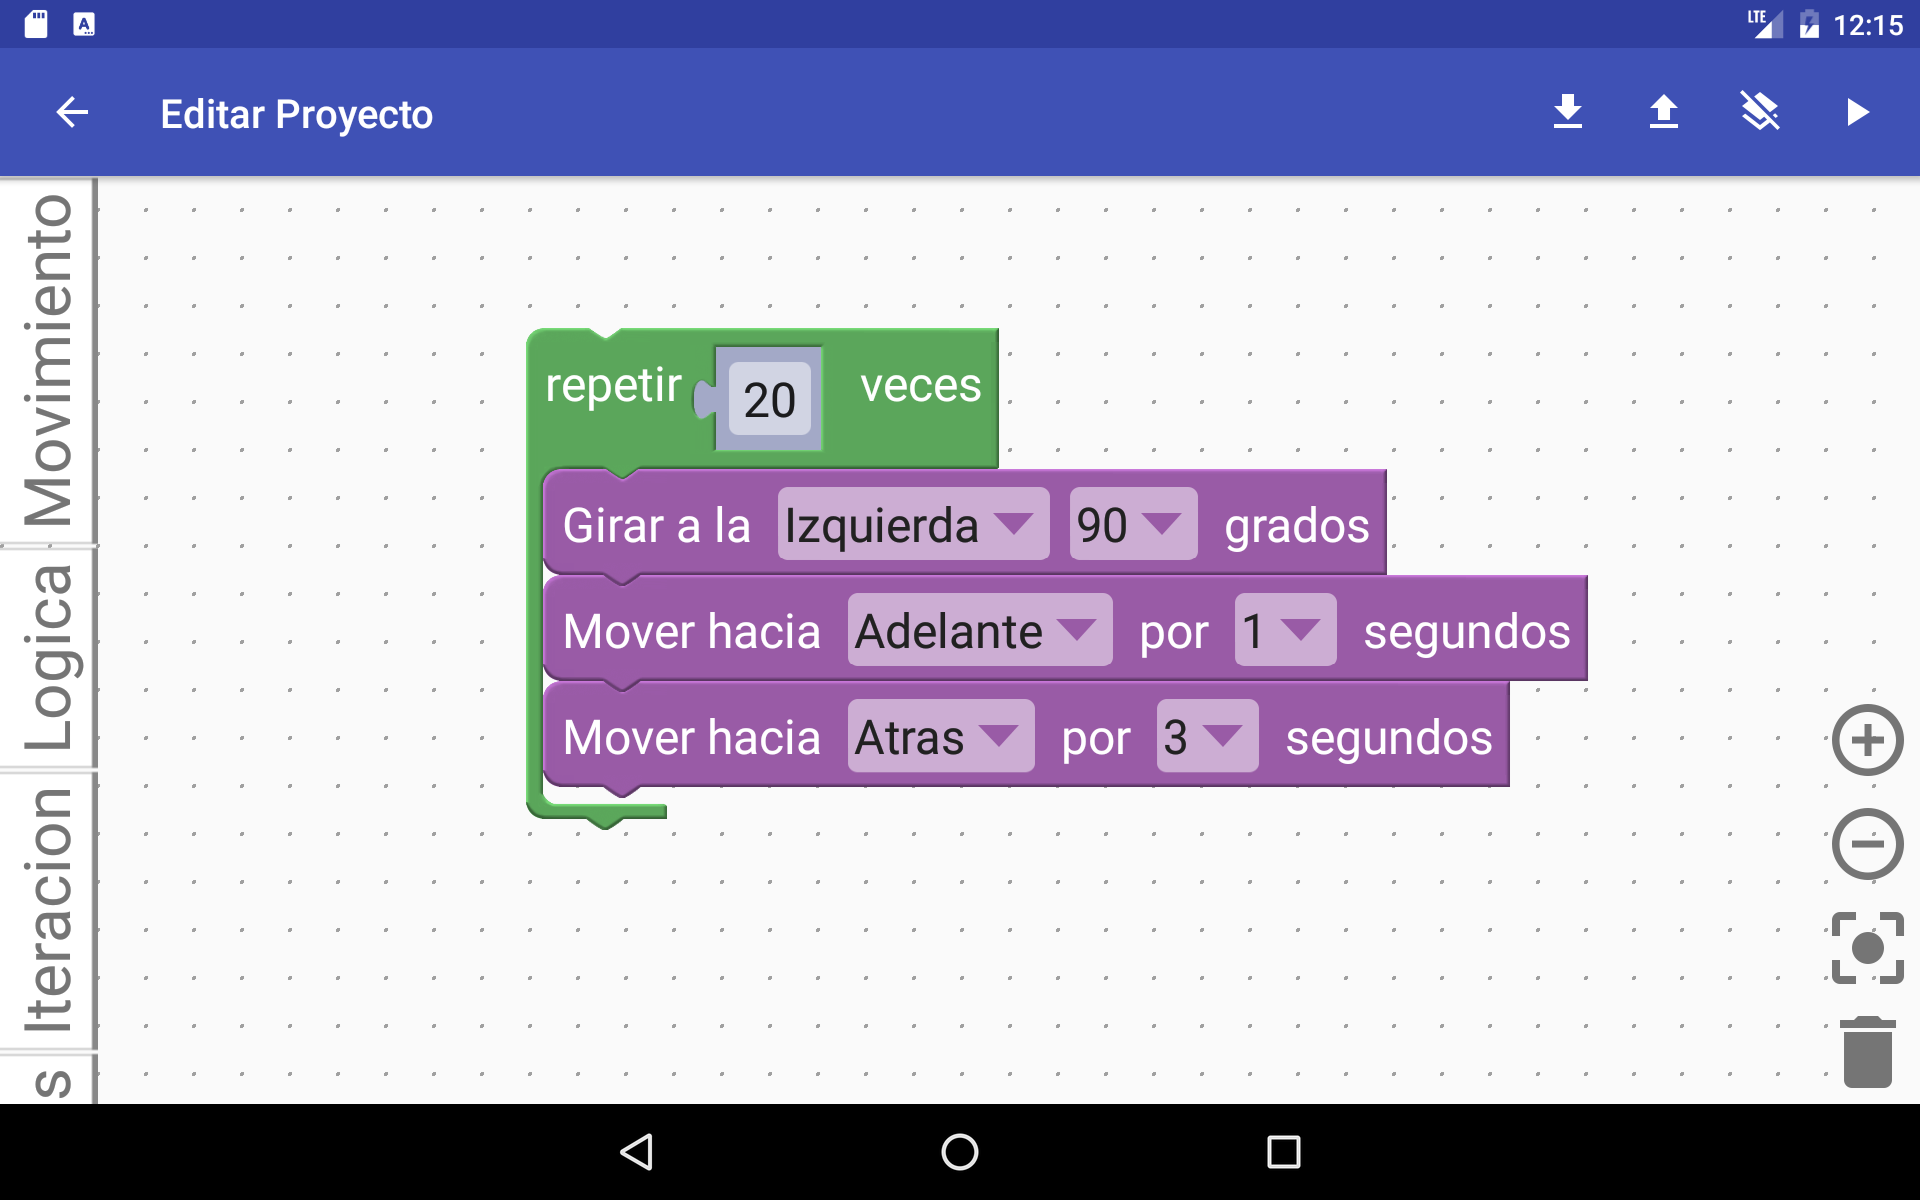 LTE 12:15
Editar Proyecto
Movimiento
Logica
Iteracion
s
repetir 20 veces
Girar a la Izquierda 90 grados
Mover hacia Adelante por 1 segundos
Mover hacia Atras por 3 segundos